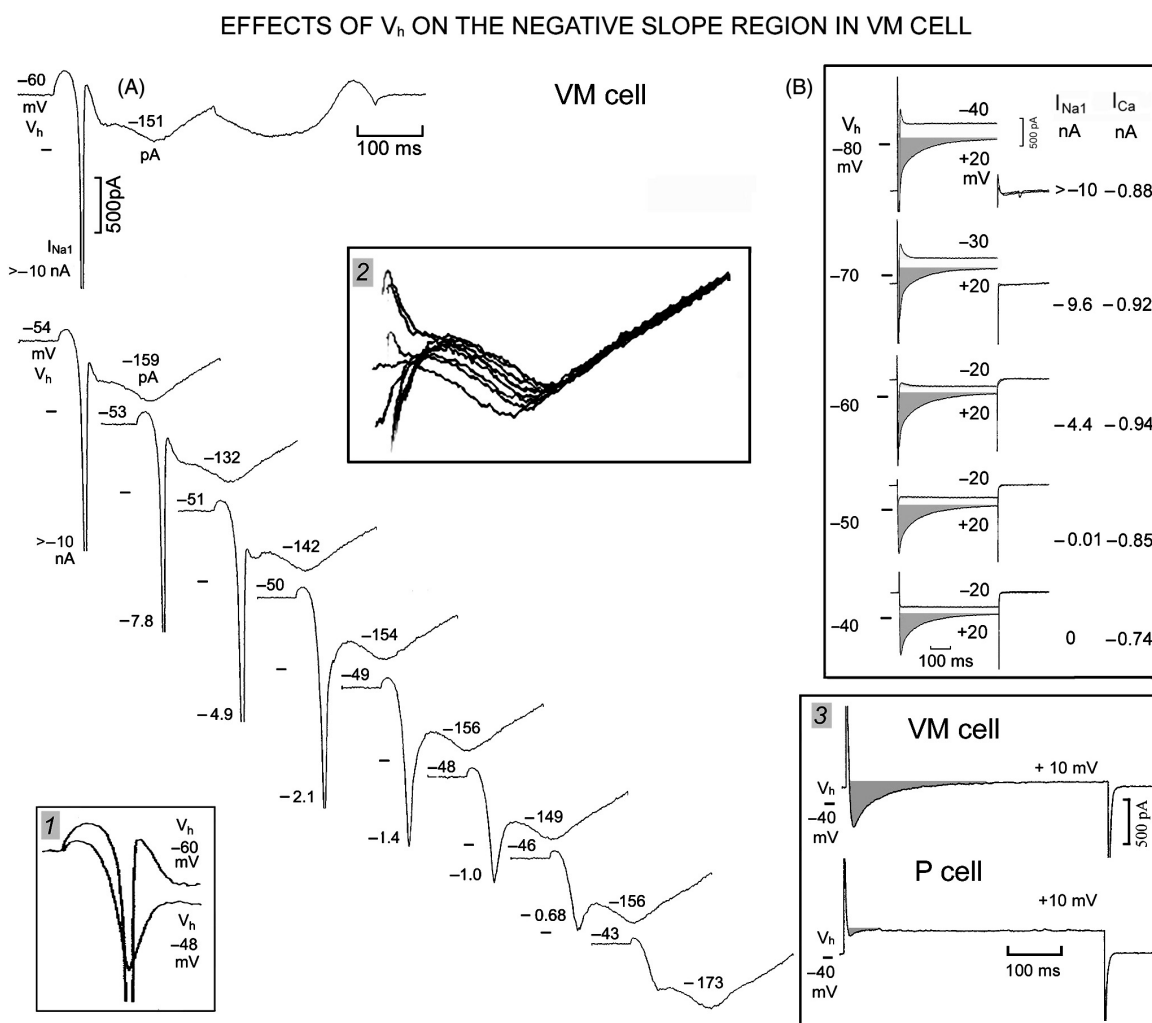 EFFECTS OF Vh ON THE NEGATIVE SLOPE REGION IN VM CELL
(A)
VM cell
–60
mV
Vh
–151
pA
100 ms
500pA
INa1
>–10 nA
–54
mV
Vh
–159
pA
>–10
nA
–53
–132
–7.8
–51
–142
–4.9
–50
–154
–2.1
–49
–156
–1.4
–48
–149
–1.0
–46
–156
–0.68
–43
–173
1
Vh
–60
mV
Vh
–48
mV
2
(B)
INa1 ICa
nA nA
Vh
–80
mV
–40
500 pA
+20
mV
>–10 –0.88
–70
–30
+20
–9.6 –0.92
–60
–20
+20
–4.4 –0.94
–50
–20
+20
–0.01 –0.85
–40
–20
+20
0 –0.74
100 ms
3
VM cell
+ 10 mV
Vh
–40
mV
500 pA
P cell
+10 mV
Vh
–40
mV
100 ms